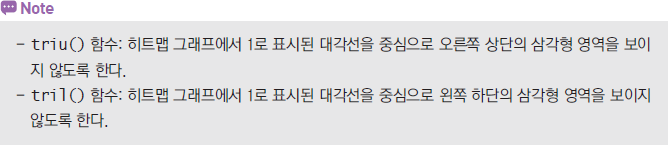 Note
– triu() 함수: 히트맵 그래프에서 1로 표시된 대각선을 중심으로 오른쪽 상단의 삼각형 영역을 보이
지 않도록 한다.
– tril() 함수: 히트맵 그래프에서 1로 표시된 대각선을 중심으로 왼쪽 하단의 삼각형 영역을 보이지
않도록 한다.